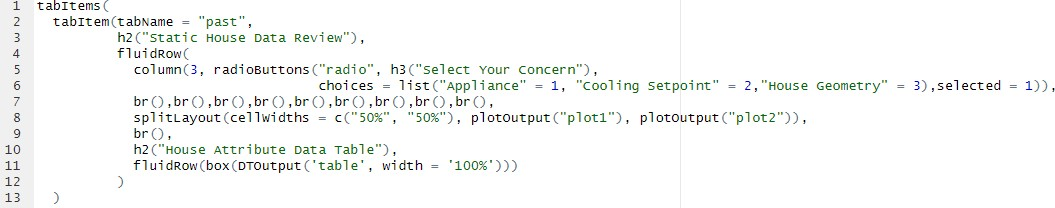 1 tabItems(
2   tabItem(tabName = "past",
3           h2("Static House Data Review"),
4           fluidRow(
5             column(3, radioButtons("radio", h3("Select Your Concern"),
6                                    choices = list("Appliance" = 1, "Cooling Setpoint" = 2,"House Geometry" = 3),selected = 1)),
7             br(),br(),br(),br(),br(),br(),br(),br(),br(),
8             splitLayout(cellWidths = c("50%", "50%"), plotOutput("plot1"), plotOutput("plot2")),
9             br(),
10             h2("House Attribute Data Table"),
11             fluidRow(box(DTOutput('table', width = '100%')))
12           )
13   )